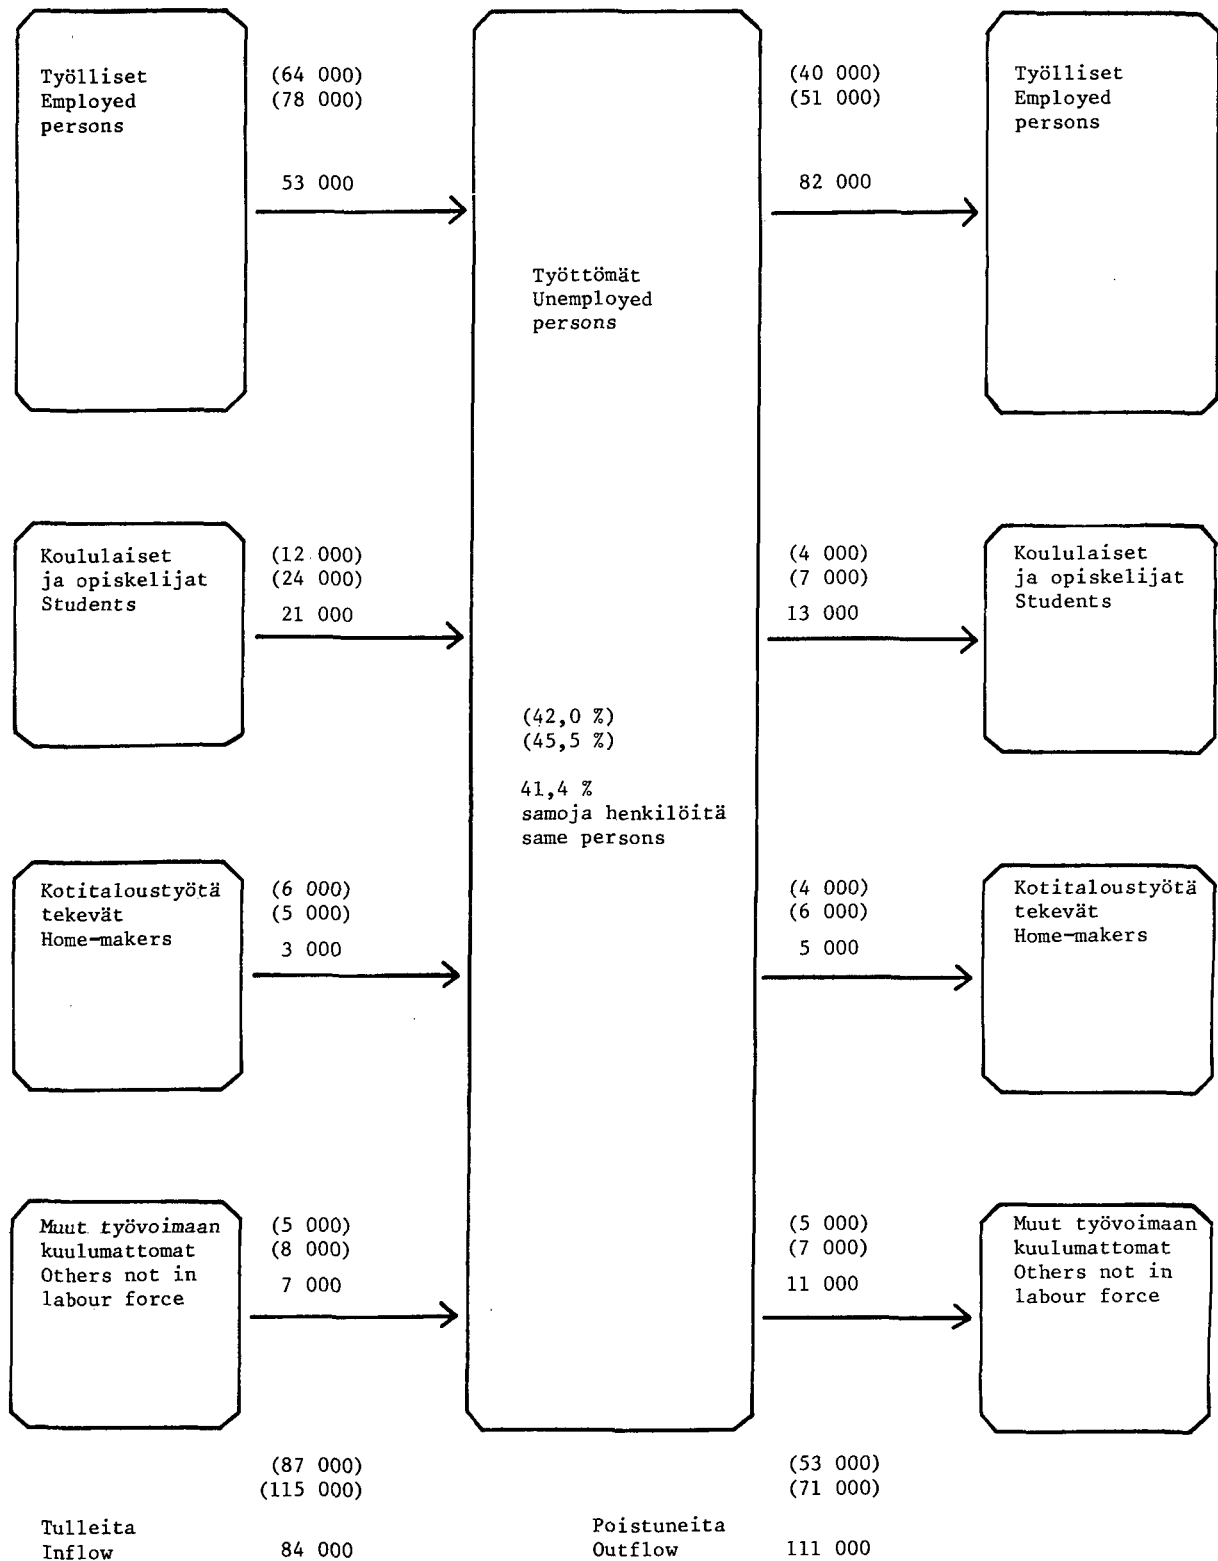 Työlliset
Employed
persons
(64 000)
(78 000)
53 000
(40 000)
(51 000)
82 000
Työlliset
Employed
persons
Työttömät
Unemployed
persons
Koululaiset
ja opiskelijat
Students
(12 000)
(24 000)
21 000
(4 000)
(7 000)
13 000
Koululaiset
ja opiskelijat
Students
(42,0 %)
(45,5 %)
41,4 %
samoja henkilöitä
same persons
Kotitaloustyötä
tekevät
Home-makers
(6 000)
(5 000)
3 000
(4 000)
(6 000)
5 000
Kotitaloustyötä
tekevät
Home-makers
Muut työvoimaan
kuulumattomat
Others not in
labour force
(5 000)
(8 000)
7 000
(5 000)
(7 000)
11 000
Muut työvoimaan
kuulumattomat
Others not in
labour force
(87 000)
(115 000)
(53 000)
(71 000)
Tulleita
Inflow 84 000
Poistuneita
Outflow 111 000